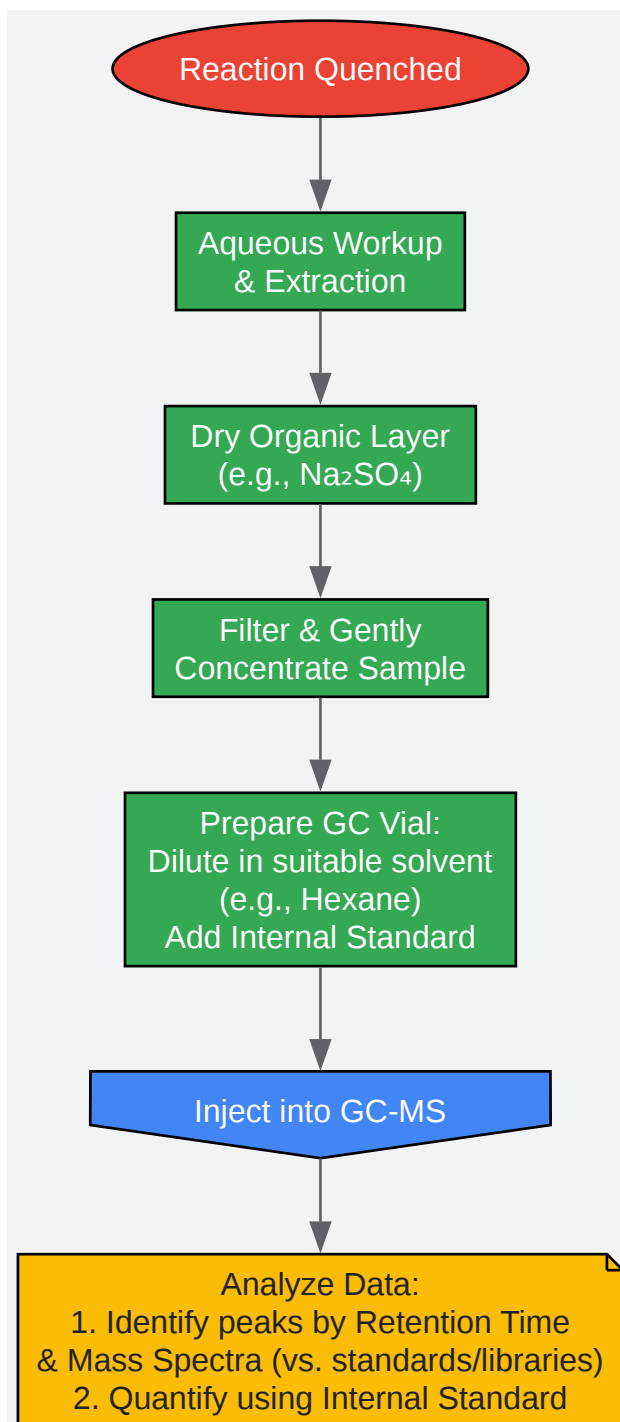 Reaction Quenched
Aqueous Workup
& Extraction
Dry Organic Layer
(e.g., Na₂SO₄)
Filter & Gently
Concentrate Sample
Prepare GC Vial:
Dilute in suitable solvent
(e.g., Hexane)
Add Internal Standard
Inject into GC-MS
Analyze Data:
1. Identify peaks by Retention Time
& Mass Spectra (vs. standards/libraries)
2. Quantify using Internal Standard